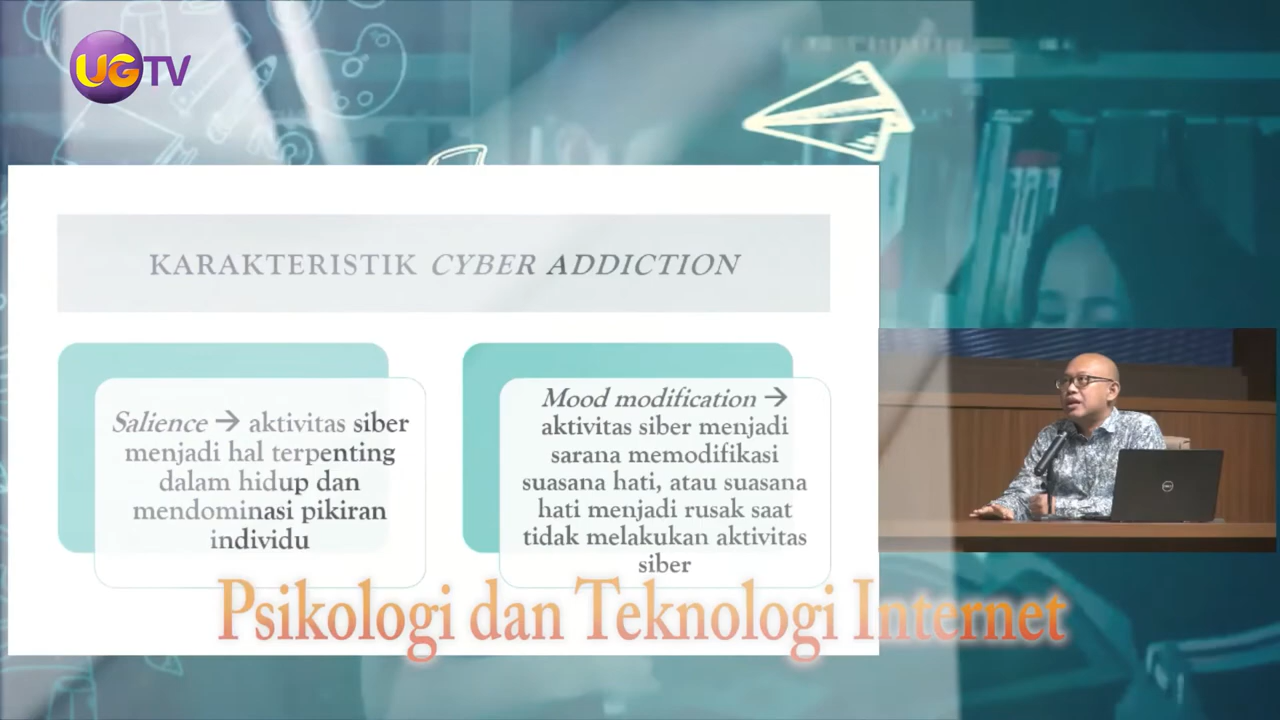 UGTV
KARAKTERISTIK CYBER ADDICTION
Salience → aktivitas siber
menjadi hal terpenting
dalam hidup dan
mendominasi pikiran
individu
Mood modification →
aktivitas siber menjadi
sarana memodifikasi
suasana hati, atau suasana
hati menjadi rusak saat
tidak melakukan aktivitas
siber
Psikologi dan Teknologi Internet
DELL